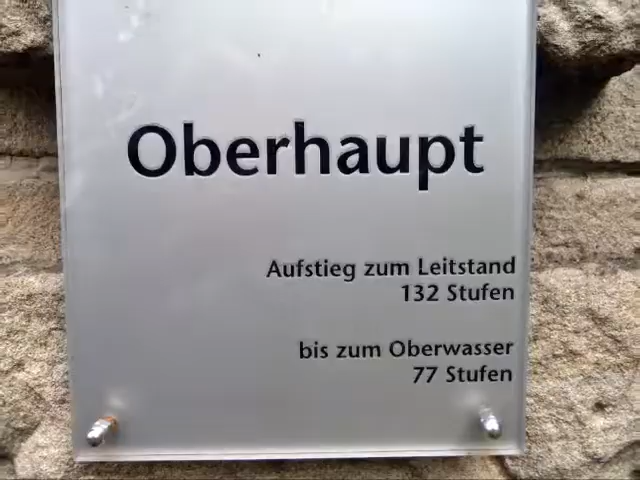 Oberhaupt
Aufstieg zum Leitstand
132 Stufen
bis zum Oberwasser
77 Stufen